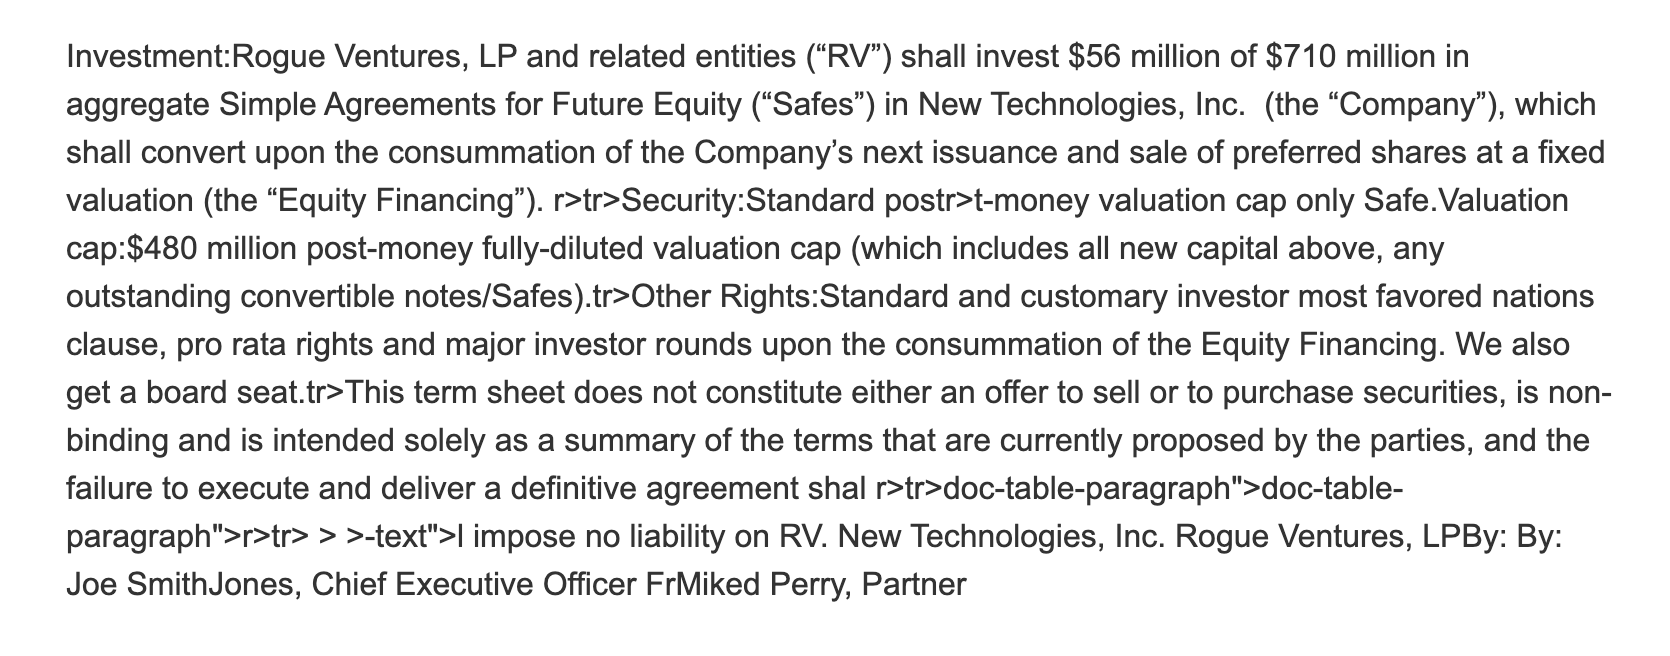 Investment:Rogue Ventures, LP and related entities (“RV”) shall invest $56 million of $710 million in
aggregate Simple Agreements for Future Equity (“Safes”) in New Technologies, Inc.  (the “Company”), which
shall convert upon the consummation of the Company’s next issuance and sale of preferred shares at a fixed
valuation (the “Equity Financing”). r>tr>Security:Standard postr>t-money valuation cap only Safe.Valuation
cap:$480 million post-money fully-diluted valuation cap (which includes all new capital above, any
outstanding convertible notes/Safes).tr>Other Rights:Standard and customary investor most favored nations
clause, pro rata rights and major investor rounds upon the consummation of the Equity Financing. We also
get a board seat.tr>This term sheet does not constitute either an offer to sell or to purchase securities, is non-
binding and is intended solely as a summary of the terms that are currently proposed by the parties, and the
failure to execute and deliver a definitive agreement shal r>tr>doc-table-paragraph">doc-table-
paragraph">r>tr> > >-text">l impose no liability on RV. New Technologies, Inc. Rogue Ventures, LPBy: By:
Joe SmithJones, Chief Executive Officer FrMiked Perry, Partner